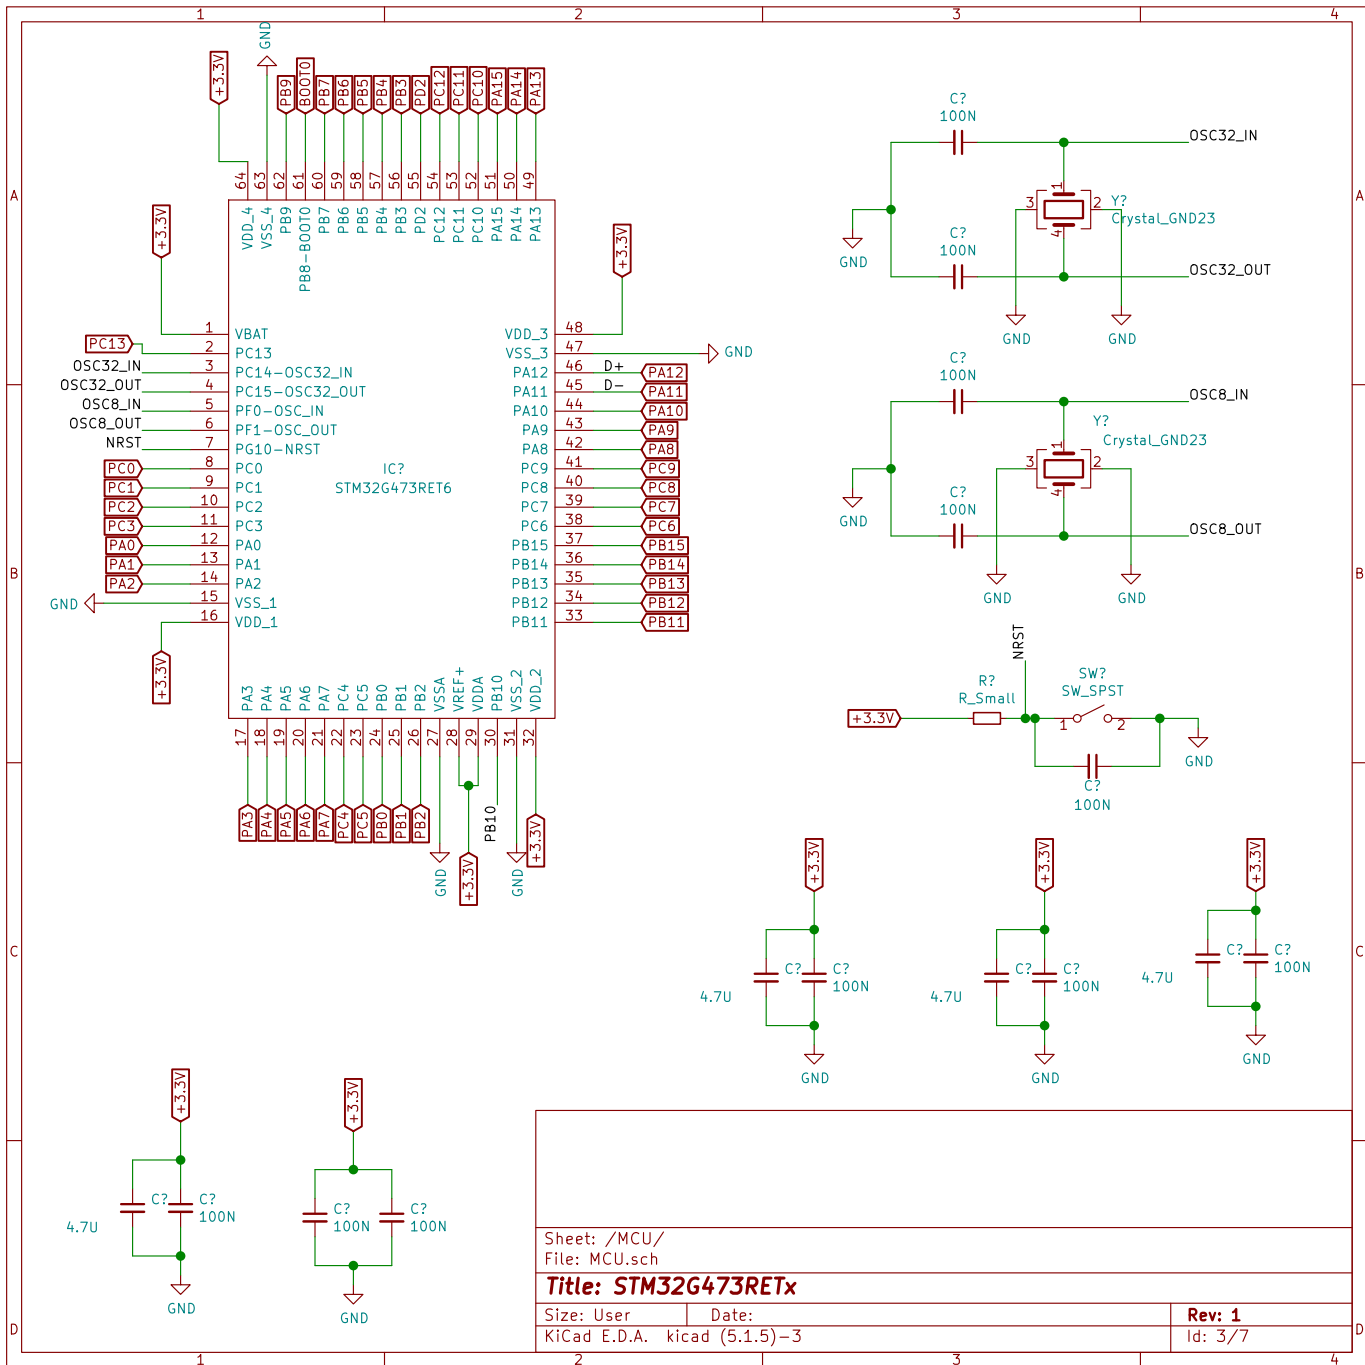 1 2 3 4
GND
+3.3V
PB9 BOOT0 PB7 PB6 PB5 PB4 PB3 PD2 PC12 PC11 PC10 PA15 PA14 PA13
64 63 62 61 60 59 58 57 56 55 54 53 52 51 50 49
VDD_4 VSS_4 PB9 PB8-BOOT0 PB7 PB6 PB5 PB4 PB3 PD2 PC12 PC11 PC10 PA15 PA14 PA13
A A
+3.3V
+3.3V
1 VBAT
PC13 2 PC13
OSC32_IN 3 PC14-OSC32_IN
OSC32_OUT 4 PC15-OSC32_OUT
OSC8_IN 5 PF0-OSC_IN
OSC8_OUT 6 PF1-OSC_OUT
NRST 7 PG10-NRST
PC0 8 PC0
PC1 9 PC1
PC2 10 PC2
PC3 11 PC3
PA0 12 PA0
PA1 13 PA1
PA2 14 PA2
GND 15 VSS_1
16 VDD_1
+3.3V
IC?
STM32G473RET6
VDD_3 48
VSS_3 47 GND
PA12 46 D+ PA12
PA11 45 D- PA11
PA10 44 PA10
PA9 43 PA9
PA8 42 PA8
PC9 41 PC9
PC8 40 PC8
PC7 39 PC7
PC6 38 PC6
PB15 37 PB15
PB14 36 PB14
PB13 35 PB13
PB12 34 PB12
PB11 33 PB11
PA3 PA4 PA5 PA6 PA7 PC4 PC5 PB0 PB1 PB2 VSSA VREF+ VDDA PB10 VSS_2 VDD_2
17 18 19 20 21 22 23 24 25 26 27 28 29 30 31 32
PA3 PA4 PA5 PA6 PA7 PC4 PC5 PB0 PB1 PB2 GND +3.3V PB10 GND +3.3V
C?
100N
OSC32_IN
1
3 2
4
Y?
Crystal_GND23
GND
C?
100N
OSC32_OUT
GND GND
C?
100N
OSC8_IN
Y?
Crystal_GND23
1
3 2
4
GND
C?
100N
OSC8_OUT
GND GND
B B
NRST
+3.3V
R?
R_Small
SW?
SW_SPST
1 2
GND
C?
100N
+3.3V
C? C?
100N
4.7U
GND
+3.3V
C? C?
100N
4.7U
GND
+3.3V
C? C?
100N
4.7U
GND
C C
+3.3V
C? C?
100N
4.7U
GND
+3.3V
C? C?
100N 100N
GND
Sheet: /MCU/
File: MCU.sch
Title: STM32G473RETx
Size: User Date: Rev: 1
KiCad E.D.A. kicad (5.1.5)-3 Id: 3/7
D D
1 2 3 4